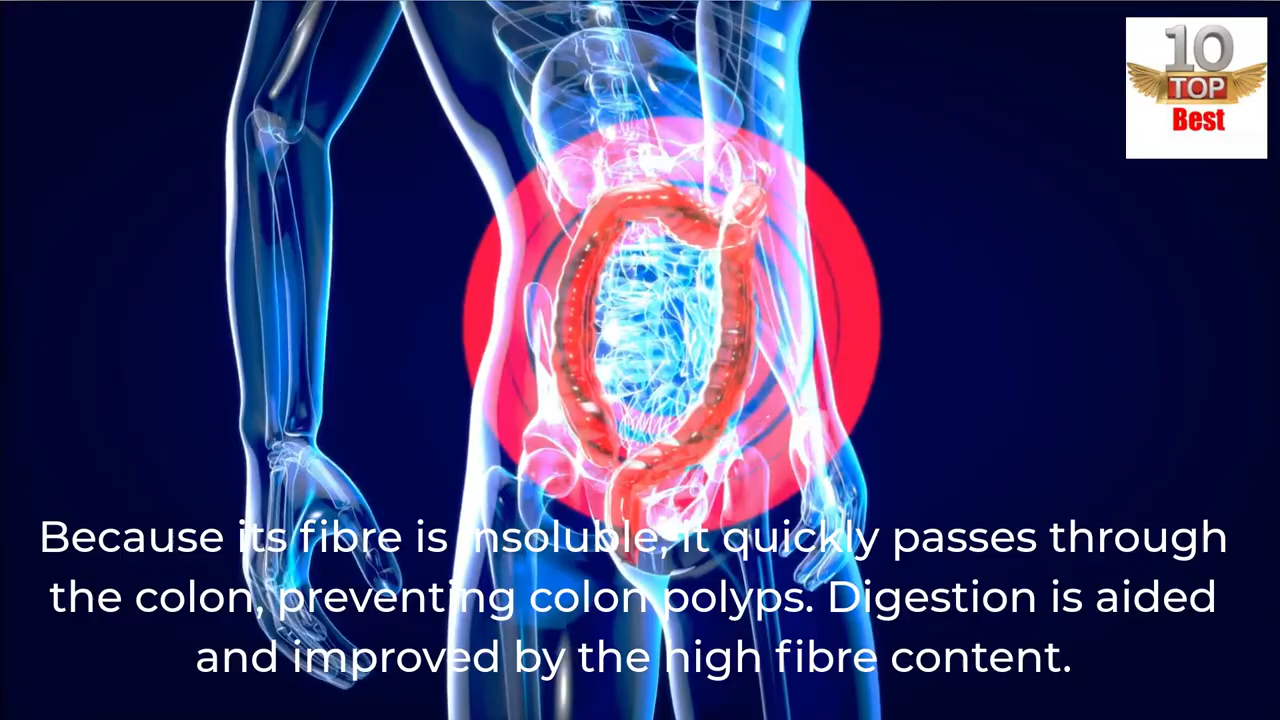 10
TOP
Best
Because its fibre is insoluble, it quickly passes through
the colon, preventing colon polyps. Digestion is aided
and improved by the high fibre content.